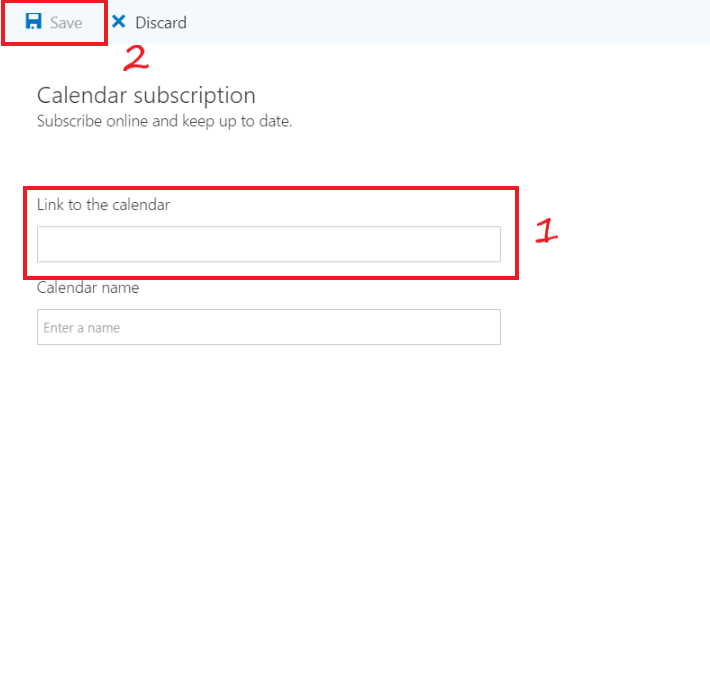 Save Discard
2
Calendar subscription
Subscribe online and keep up to date.
Link to the calendar
1
Calendar name
Enter a name